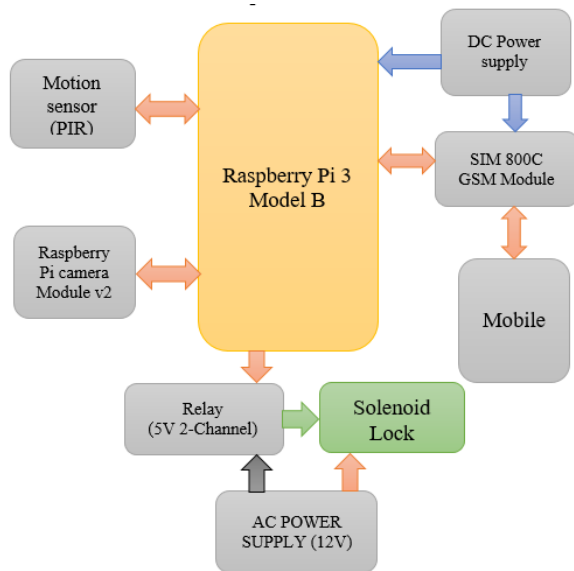 DC Power
supply
Motion
sensor
(PIR)
Raspberry Pi 3
Model B
SIM 800C
GSM Module
Raspberry
Pi camera
Module v2
Mobile
Relay
(5V 2-Channel)
Solenoid
Lock
AC POWER
SUPPLY (12V)